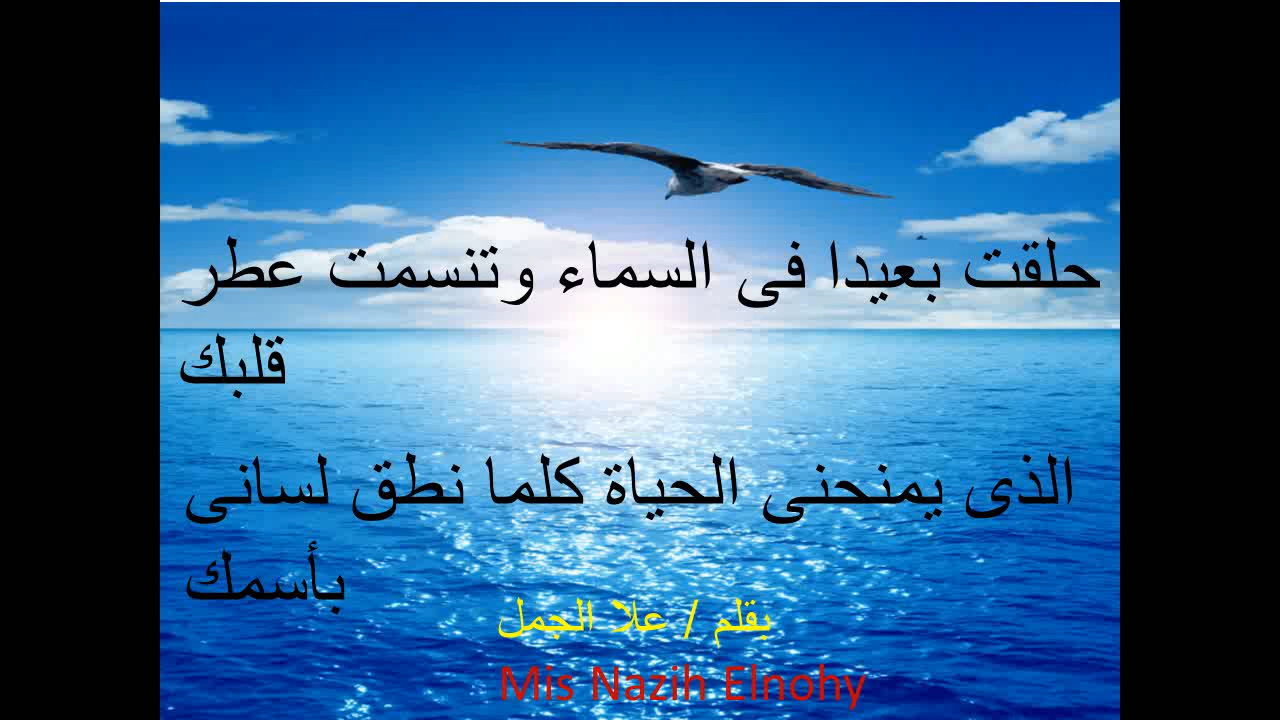 حلقت بعيدا فى السماء وتنسمت عطر
قلبك
الذى يمنحنى الحياة كلما نطق لسانى
بأسمك
بقلم / علا الجمل
Mis Nazih Elnohy